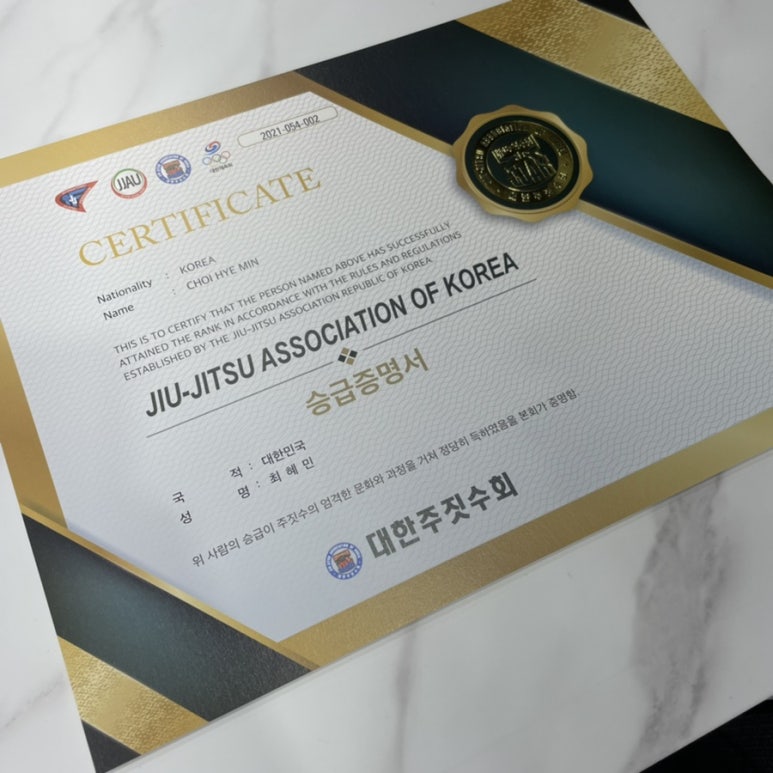 2021-054-002
JJAU
CERTIFICATE
Nationality : KOREA
Name : CHOI HYE MIN
THIS IS TO CERTIFY THAT THE PERSON NAMED ABOVE HAS SUCCESSFULLY
ATTAINED THE RANK IN ACCORDANCE WITH THE RULES AND REGULATIONS
ESTABLISHED BY THE JIU-JITSU ASSOCIATION REPUBLIC OF KOREA.
JIU-JITSU ASSOCIATION OF KOREA
승급증명서
국 적 : 대한민국
성 명 : 최 혜 민
위 사람의 승급이 주짓수의 엄격한 문화와 과정을 거쳐 정당히 득하였음을 본회가 증명함.
대한주짓수회